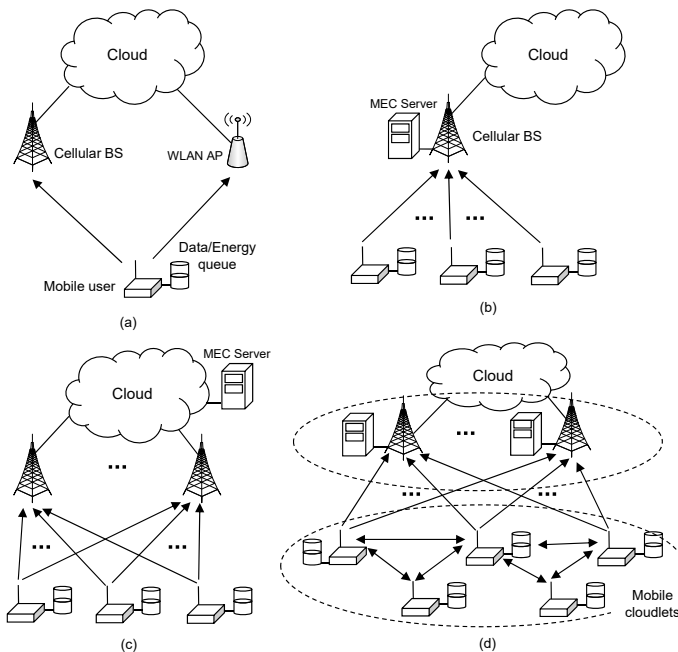 Cloud
Cellular BS
WLAN AP
Data/Energy
queue
Mobile user
(a)
Cloud
MEC Server
Cellular BS
...
...
(b)
MEC Server
Cloud
...
...
...
(c)
Cloud
...
...
...
Mobile
cloudlets
(d)